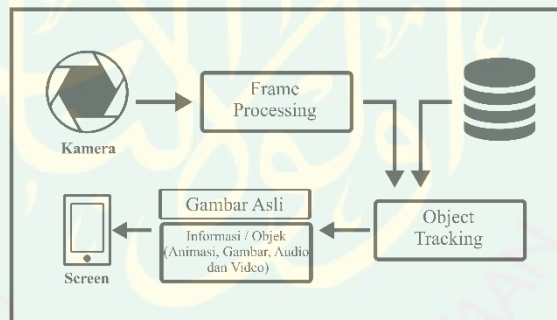 Frame
Processing
Kamera
Gambar Asli
Informasi / Objek
(Animasi, Gambar, Audio
dan Video)
Object
Tracking
Screen